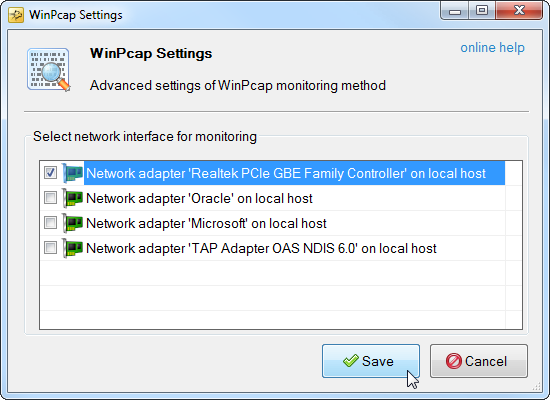 WinPcap Settings
WinPcap Settings
online help
Advanced settings of WinPcap monitoring method
Select network interface for monitoring
Network adapter 'Realtek PCIe GBE Family Controller' on local host
Network adapter 'Oracle' on local host
Network adapter 'Microsoft' on local host
Network adapter 'TAP Adapter OAS NDIS 6.0' on local host
Save
Cancel